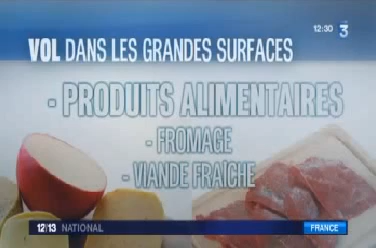 12:30 3
VOL DANS LES GRANDES SURFACES
- PRODUITS ALIMENTAIRES
- FROMAGE
- VIANDE FRAÎCHE
12/13 NATIONAL
FRANCE